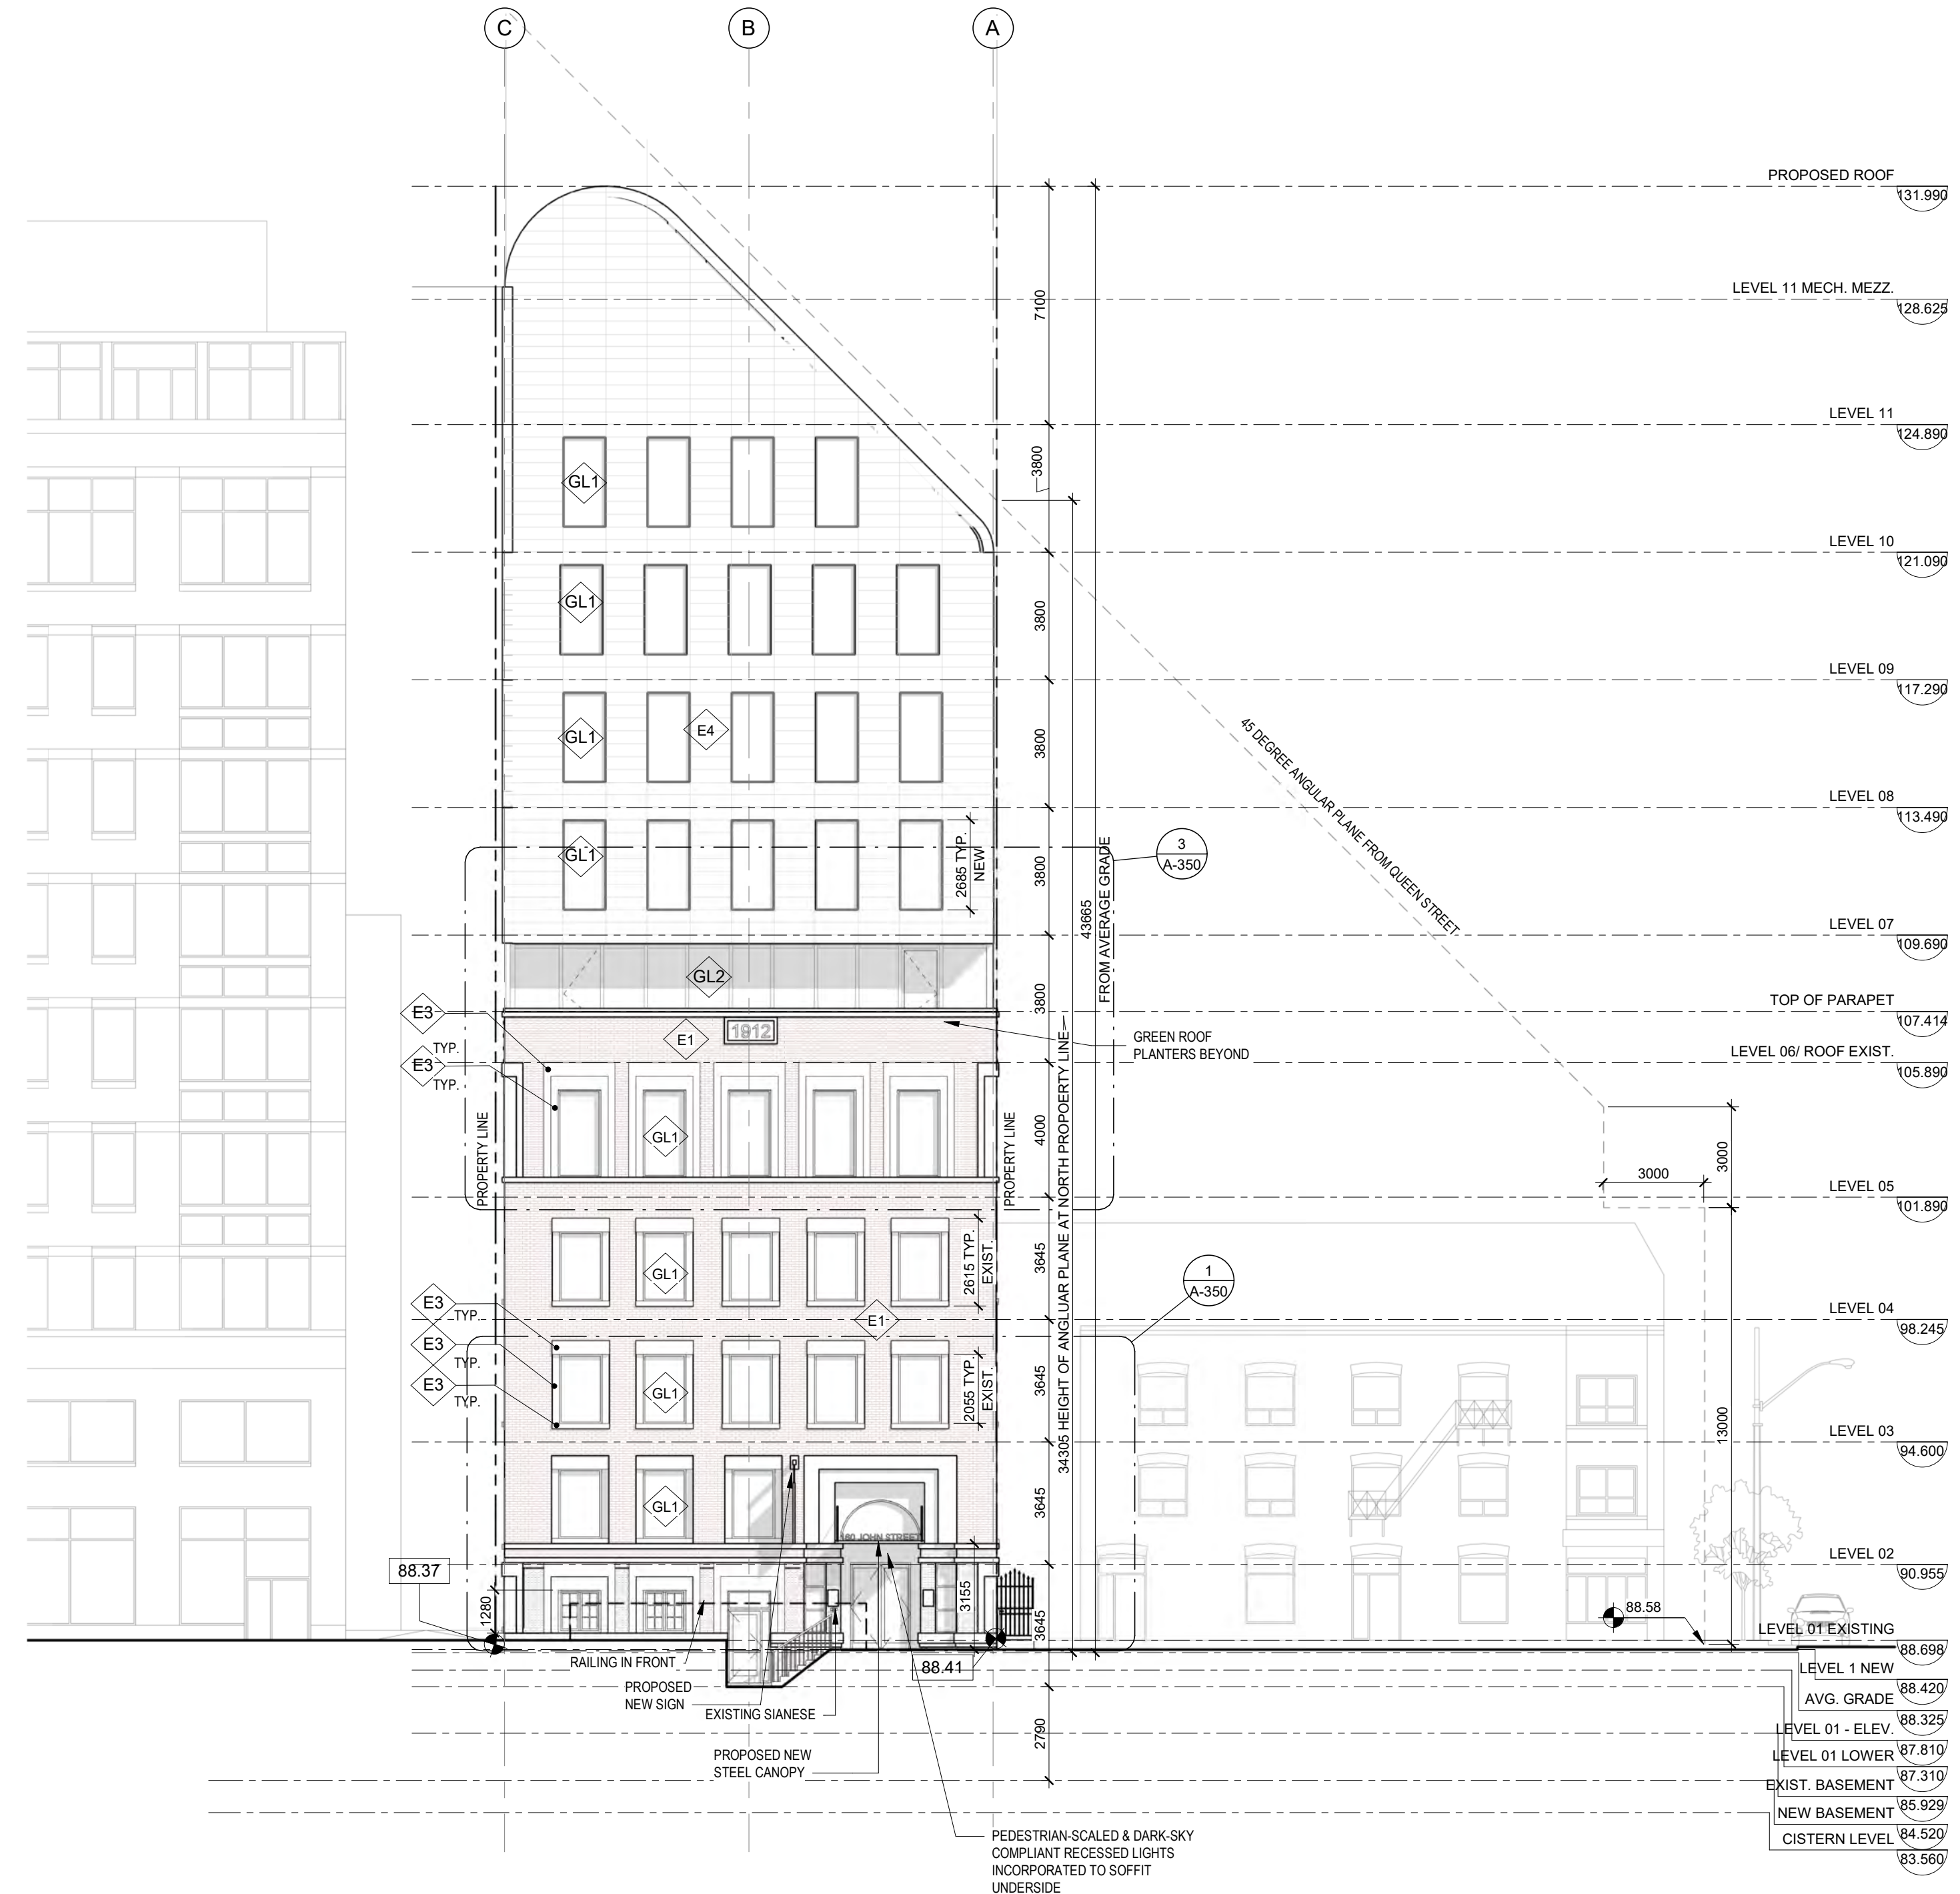 C
B
A
PROPOSED ROOF
131.990
LEVEL 11 MECH. MEZZ.
128.625
7100
LEVEL 11
124.890
3800
GL1
LEVEL 10
121.090
GL1
3800
LEVEL 09
117.290
GL1
E4
3800
45 DEGREE ANGULAR PLANE FROM QUEEN STREET
LEVEL 08
113.490
GL1
2685 TYP.
NEW
3800
43665
FROM AVERAGE GRADE
3
A-350
LEVEL 07
109.690
GL2
3800
E3
TOP OF PARAPET
107.414
1912
E1
GREEN ROOF
PLANTERS BEYOND
TYP.
E3
TYP.
LEVEL 06/ ROOF EXIST.
105.890
PROPERTY LINE
GL1
PROPERTY LINE
4000
34305 HEIGHT OF ANGLUAR PLANE AT NORTH PROPOERTY LINE
3000
3000
LEVEL 05
101.890
GL1
2615 TYP.
EXIST.
3645
1
A-350
E3
TYP.
E1
LEVEL 04
98.245
E3
TYP.
E3
TYP.
GL1
2055 TYP.
EXIST.
3645
13000
LEVEL 03
94.600
GL1
3645
160 JOHN STREET
LEVEL 02
90.955
88.37
1280
3155
3645
88.58
LEVEL 01 EXISTING
88.698
RAILING IN FRONT
88.41
LEVEL 1 NEW
88.420
PROPOSED
NEW SIGN
EXISTING SIANESE
AVG. GRADE
88.325
2790
LEVEL 01 - ELEV.
87.810
PROPOSED NEW
STEEL CANOPY
LEVEL 01 LOWER
87.310
EXIST. BASEMENT
85.929
NEW BASEMENT
84.520
CISTERN LEVEL
83.560
PEDESTRIAN-SCALED & DARK-SKY
COMPLIANT RECESSED LIGHTS
INCORPORATED TO SOFFIT
UNDERSIDE